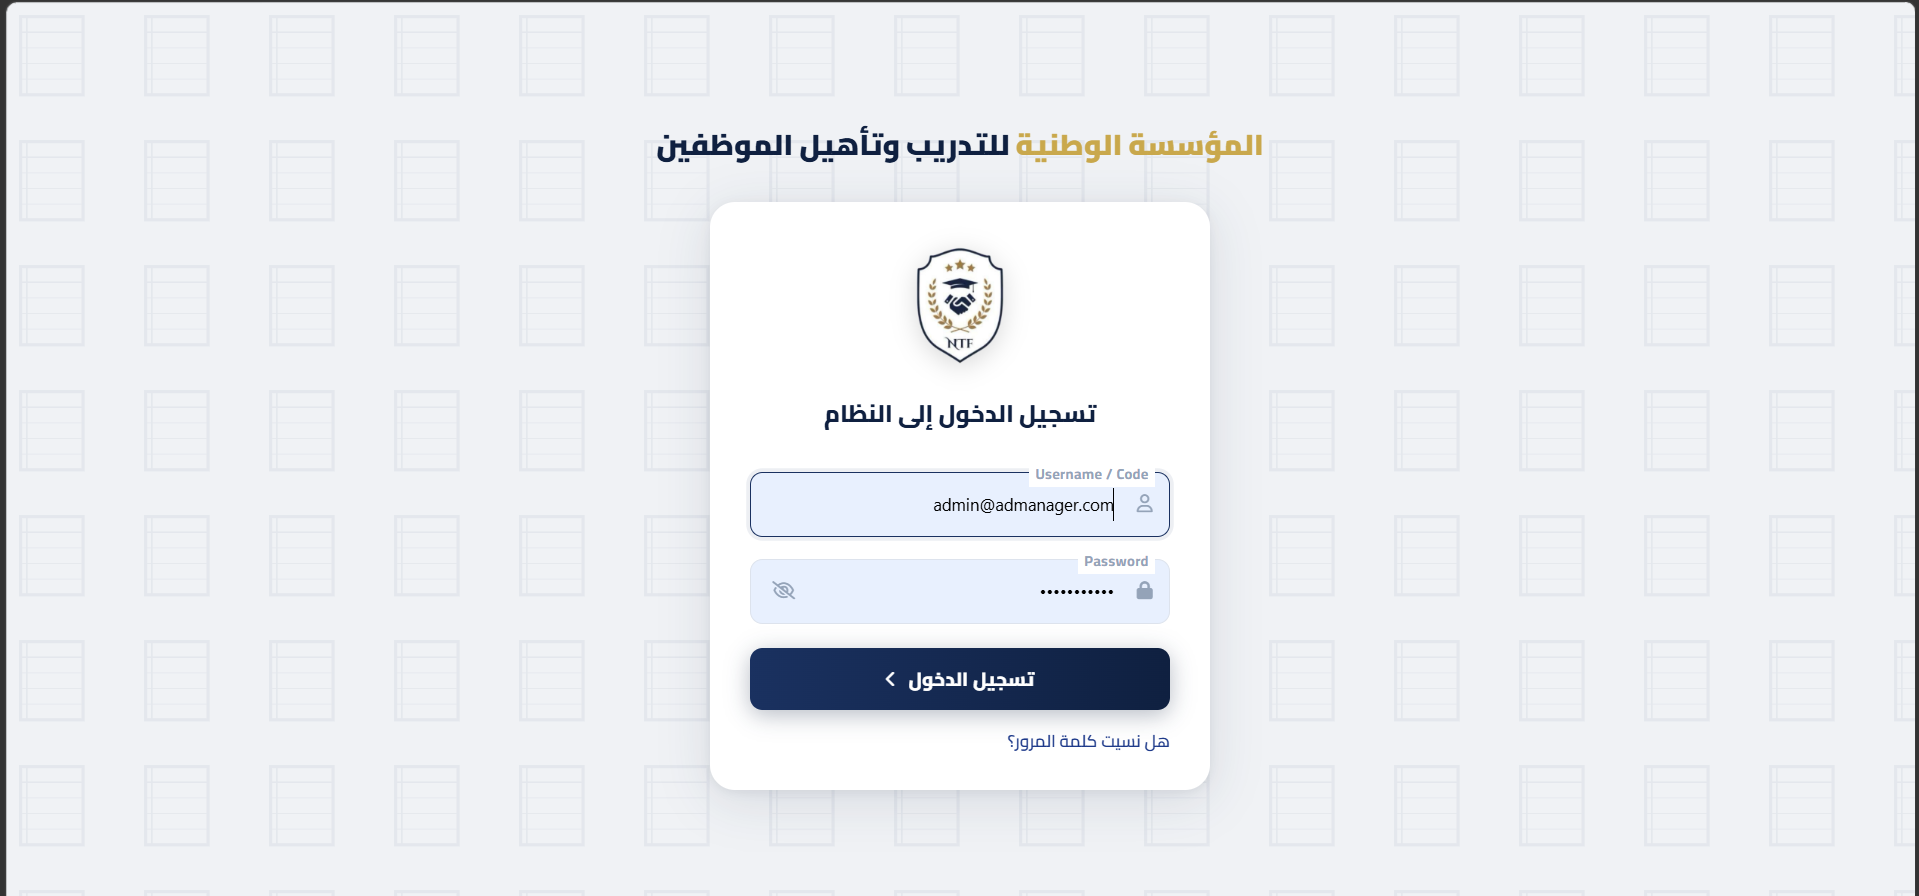 المؤسسة الوطنية للتدريب وتأهيل الموظفين
NTF
تسجيل الدخول إلى النظام
Username / Code
admin@admanager.com
Password
•••••••••••
تسجيل الدخول
هل نسيت كلمة المرور؟